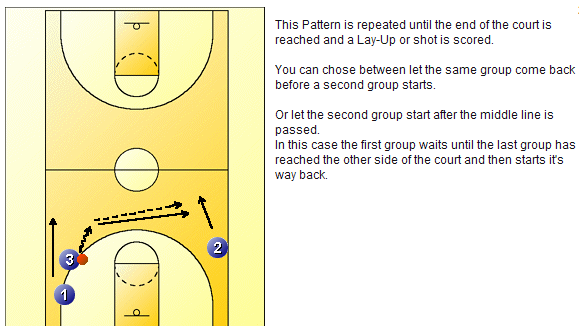 This Pattern is repeated until the end of the court is
reached and a Lay-Up or shot is scored.
You can chose between let the same group come back
before a second group starts.
Or let the second group start after the middle line is
passed.
In this case the first group waits until the last group has
reached the other side of the court and then starts it's
way back.
2
3
1